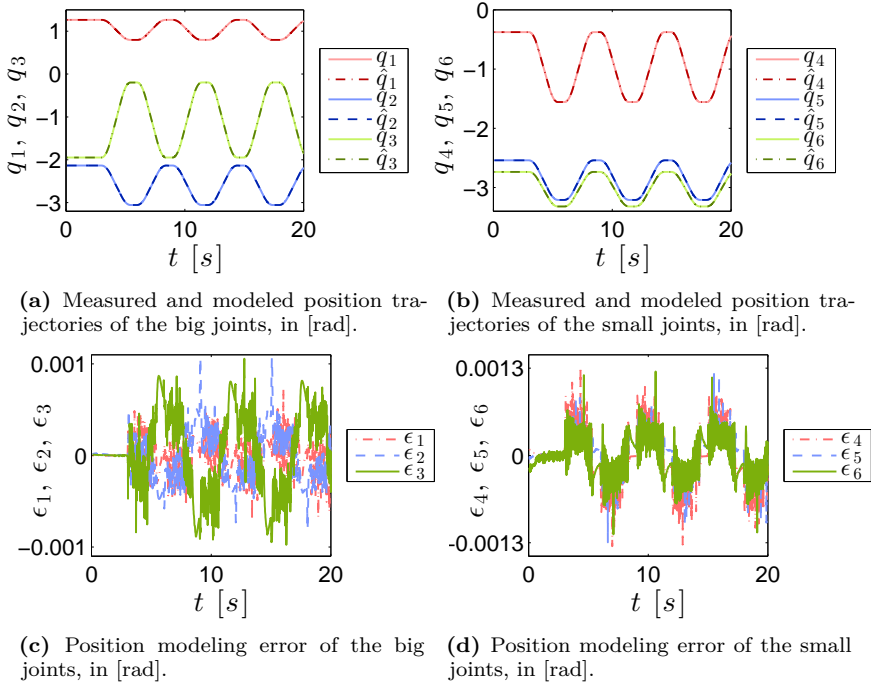 1
0
−1
−2
−3
q1, q2, q3
0
10
20
t [s]
q1
q̂1
q2
q̂2
q3
q̂3
0
−1
−2
−3
q4, q5, q6
0
10
20
t [s]
q4
q̂4
q5
q̂5
q6
q̂6
(a) Measured and modeled position tra-
jectories of the big joints, in [rad].
(b) Measured and modeled position tra-
jectories of the small joints, in [rad].
0.001
0
-0.001
ϵ1, ϵ2, ϵ3
0
10
20
t [s]
ϵ1
ϵ2
ϵ3
0.0013
0
-0.0013
ϵ4, ϵ5, ϵ6
0
10
20
t [s]
ϵ4
ϵ5
ϵ6
(c) Position modeling error of the big
joints, in [rad].
(d) Position modeling error of the small
joints, in [rad].